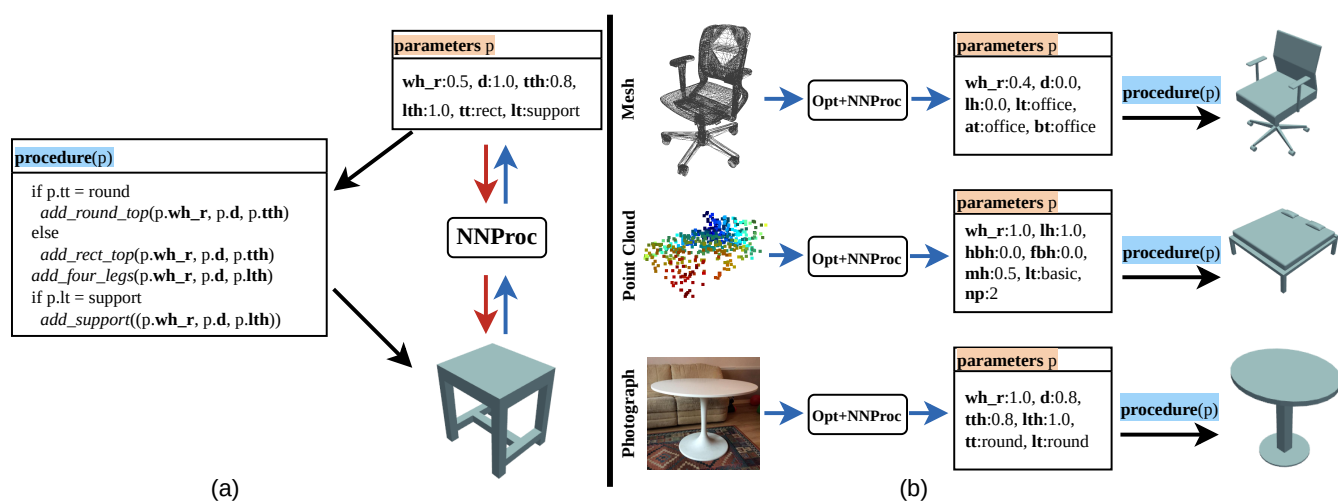 parameters p
wh_r:0.5, d:1.0, tth:0.8,
lth:1.0, tt:rect, lt:support
procedure(p)
if p.tt = round
add_round_top(p.wh_r, p.d, p.tth)
else
add_rect_top(p.wh_r, p.d, p.tth)
add_four_legs(p.wh_r, p.d, p.lth)
if p.lt = support
add_support((p.wh_r, p.d, p.lth))
NNProc
(a)
Mesh
Opt+NNProc
parameters p
wh_r:0.4, d:0.0,
lh:0.0, lt:office,
at:office, bt:office
procedure(p)
Point Cloud
Opt+NNProc
parameters p
wh_r:1.0, lh:1.0,
hbh:0.0, fbh:0.0,
mh:0.5, lt:basic,
np:2
procedure(p)
Photograph
Opt+NNProc
parameters p
wh_r:1.0, d:0.8,
tth:0.8, lth:1.0,
tt:round, lt:round
procedure(p)
(b)